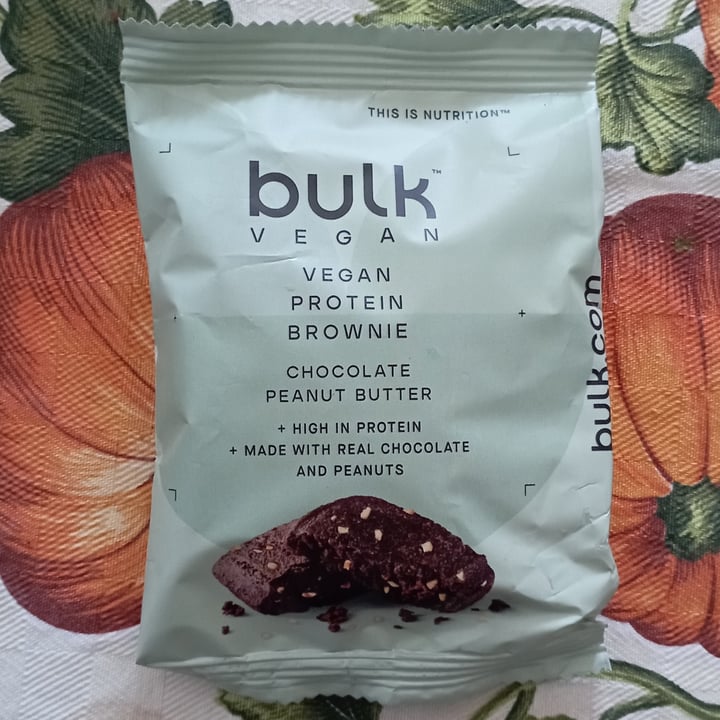 THIS IS NUTRITION™
bulk™
VEGAN
VEGAN
PROTEIN
BROWNIE
CHOCOLATE
PEANUT BUTTER
+ HIGH IN PROTEIN
+ MADE WITH REAL CHOCOLATE
AND PEANUTS
bulk.com